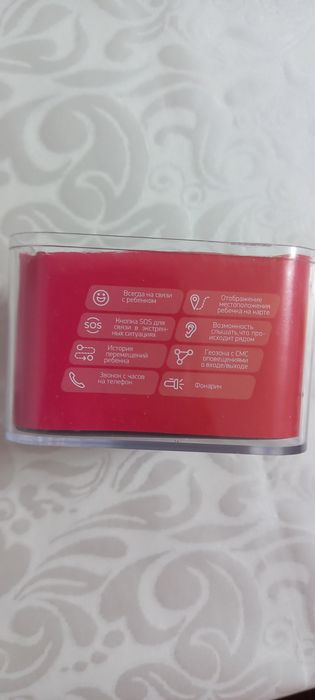 Всегда на связи
с ребенком
Отображение
местоположения
ребенка на карте
SOS
Кнопка SOS для
связи в экстрен-
ных ситуациях
Возможность
слышать, что про-
исходит рядом
История
перемещений
ребенка
Геозона с СМС
оповещениями
о входе/выходе
Звонок с часов
на телефон
Фонарик